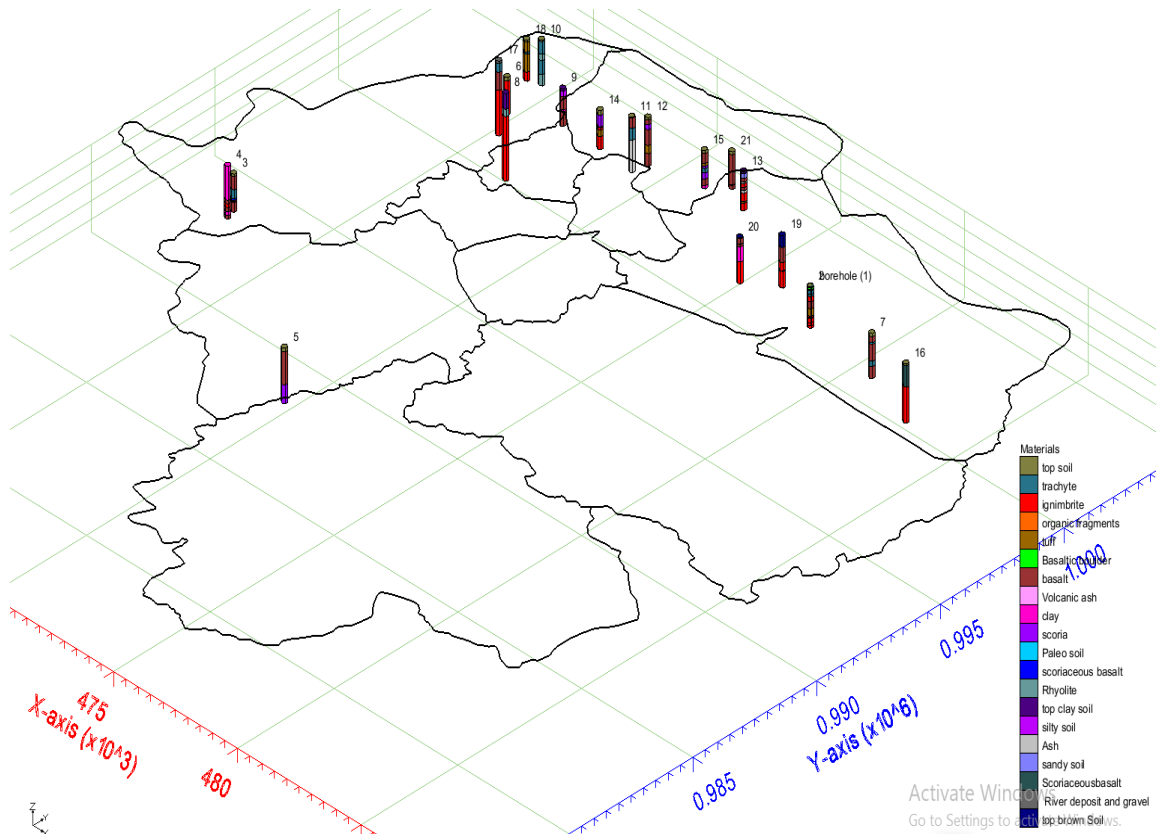 18 10
17
6
8
9
14
11 12
15 21
13
4
3
20
19
borehole (1)
7
16
5
Materials
top soil
trachyte
ignimbrite
organic fragments
tuff
Basaltic boulder
basalt
Volcanic ash
clay
scoria
Paleo soil
scoriaceous basalt
Rhyolite
top clay soil
silty soil
Ash
sandy soil
Scoriaceousbasalt
River deposit and gravel
top brown Soil
1.000
0.995
0.990
0.985
Y-axis (x10^6)
475
480
X-axis (x10^3)
Z
Activate Windows
Go to Settings to activate Windows.